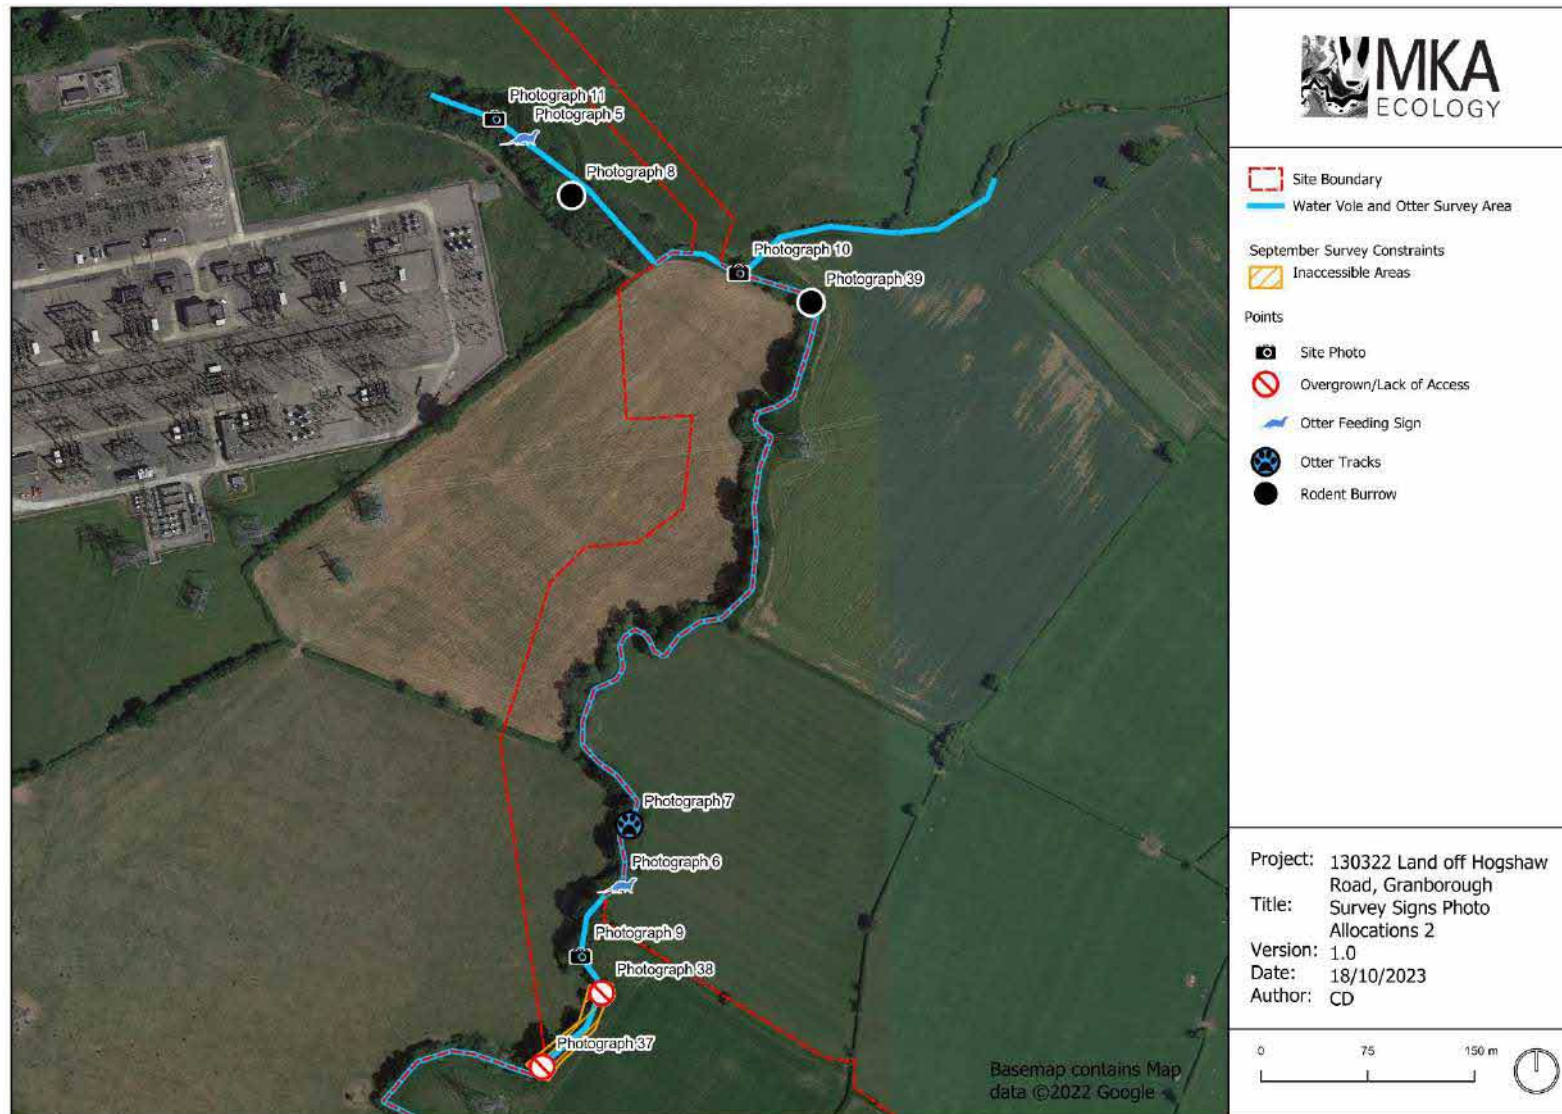 Photograph 11
Photograph 5
Photograph 8
Photograph 10
Photograph 39
Photograph 7
Photograph 6
Photograph 9
Photograph 38
Photograph 37
Basemap contains Map
data ©2022 Google
MKA
ECOLOGY
Site Boundary
Water Vole and Otter Survey Area
September Survey Constraints
Inaccessible Areas
Points
Site Photo
Overgrown/Lack of Access
Otter Feeding Sign
Otter Tracks
Rodent Burrow
Project: 130322 Land off Hogshaw
Road, Granborough
Title: Survey Signs Photo
Allocations 2
Version: 1.0
Date: 18/10/2023
Author: CD
0 75 150 m